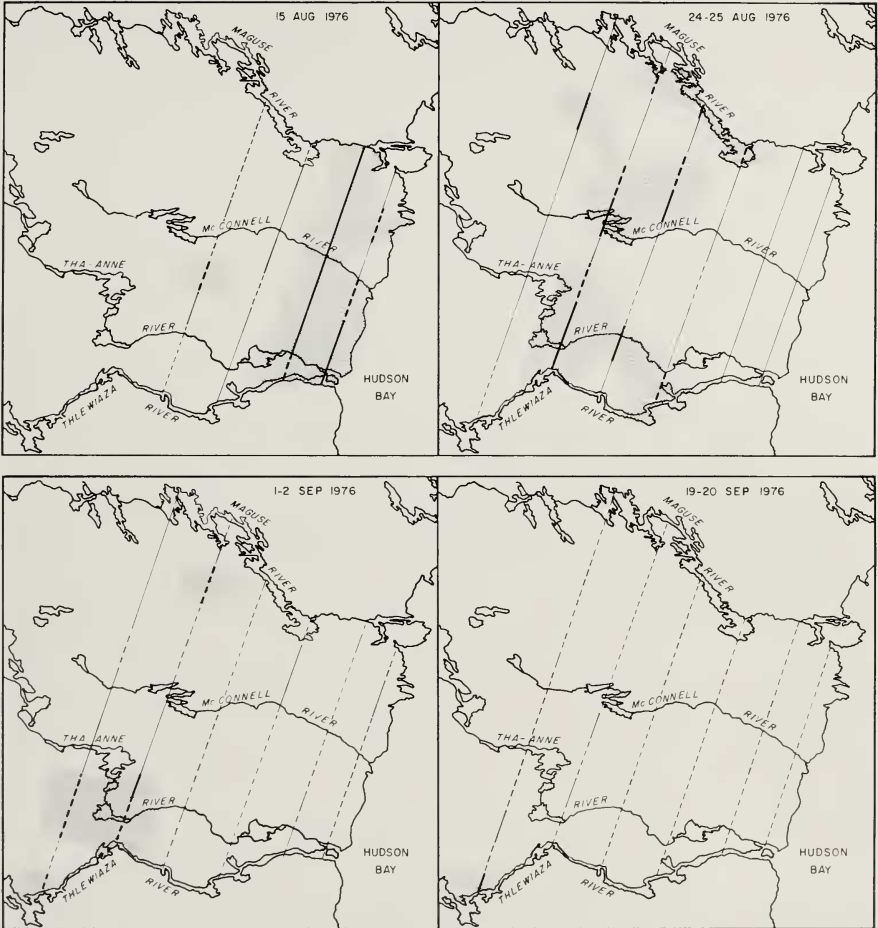 15 AUG 1976
MAGUSE
RIVER
McCONNELL
RIVER
THA-ANNE
RIVER
THLEWIAZA
RIVER
HUDSON
BAY
24-25 AUG 1976
MAGUSE
RIVER
McCONNELL
RIVER
THA-ANNE
RIVER
THLEWIAZA
RIVER
HUDSON
BAY
1-2 SEP 1976
MAGUSE
RIVER
McCONNELL
RIVER
THA ANNE
RIVER
THLEWIAZA
RIVER
HUDSON
BAY
19-20 SEP 1976
MAGUSE
RIVER
McCONNELL
RIVER
THA-ANNE
RIVER
THLEWIAZA
RIVER
HUDSON
BAY